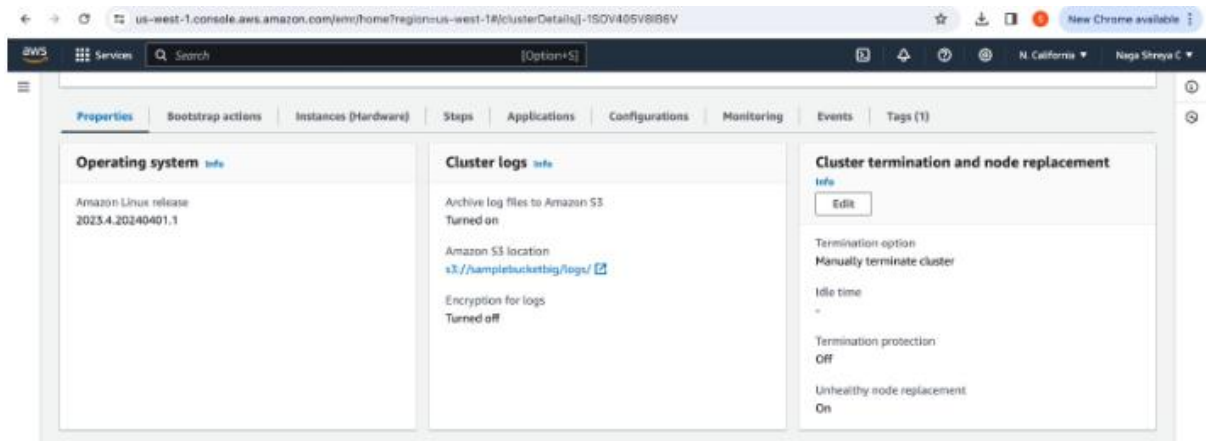 us-west-1.console.aws.amazon.com/emr/home?region=us-west-1#/clusterDetails/j-1SOV405V8IB6V
New Chrome available
aws Services Search [Option+S] N. California Naga Shreya C
Properties Bootstrap actions Instances (Hardware) Steps Applications Configurations Monitoring Events Tags (1)
Operating system Info
Amazon Linux release
2023.4.20240401.1
Cluster logs Info
Archive log files to Amazon S3
Turned on
Amazon S3 location
s3://samplebucketbig/logs/
Encryption for logs
Turned off
Cluster termination and node replacement
Info
Edit
Termination option
Manually terminate cluster
Idle time
-
Termination protection
Off
Unhealthy node replacement
On